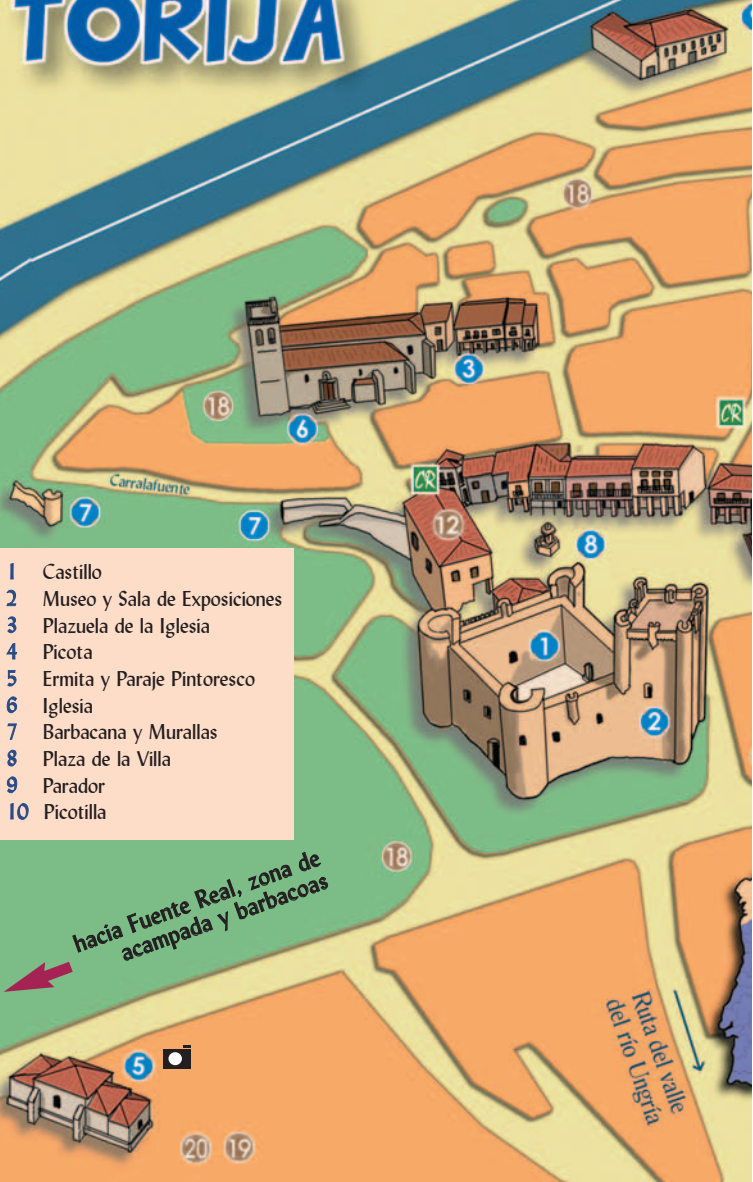 TORIJA
18
3
18
6
CR
Carralafuente
7
7
CR
12
8
1 Castillo
2 Museo y Sala de Exposiciones
3 Plazuela de la Iglesia
4 Picota
5 Ermita y Paraje Pintoresco
6 Iglesia
7 Barbacana y Murallas
8 Plaza de la Villa
9 Parador
10 Picotilla
1
2
18
hacia Fuente Real, zona de
acampada y barbacoas
Ruta del valle
del río Ungría
5
20 19